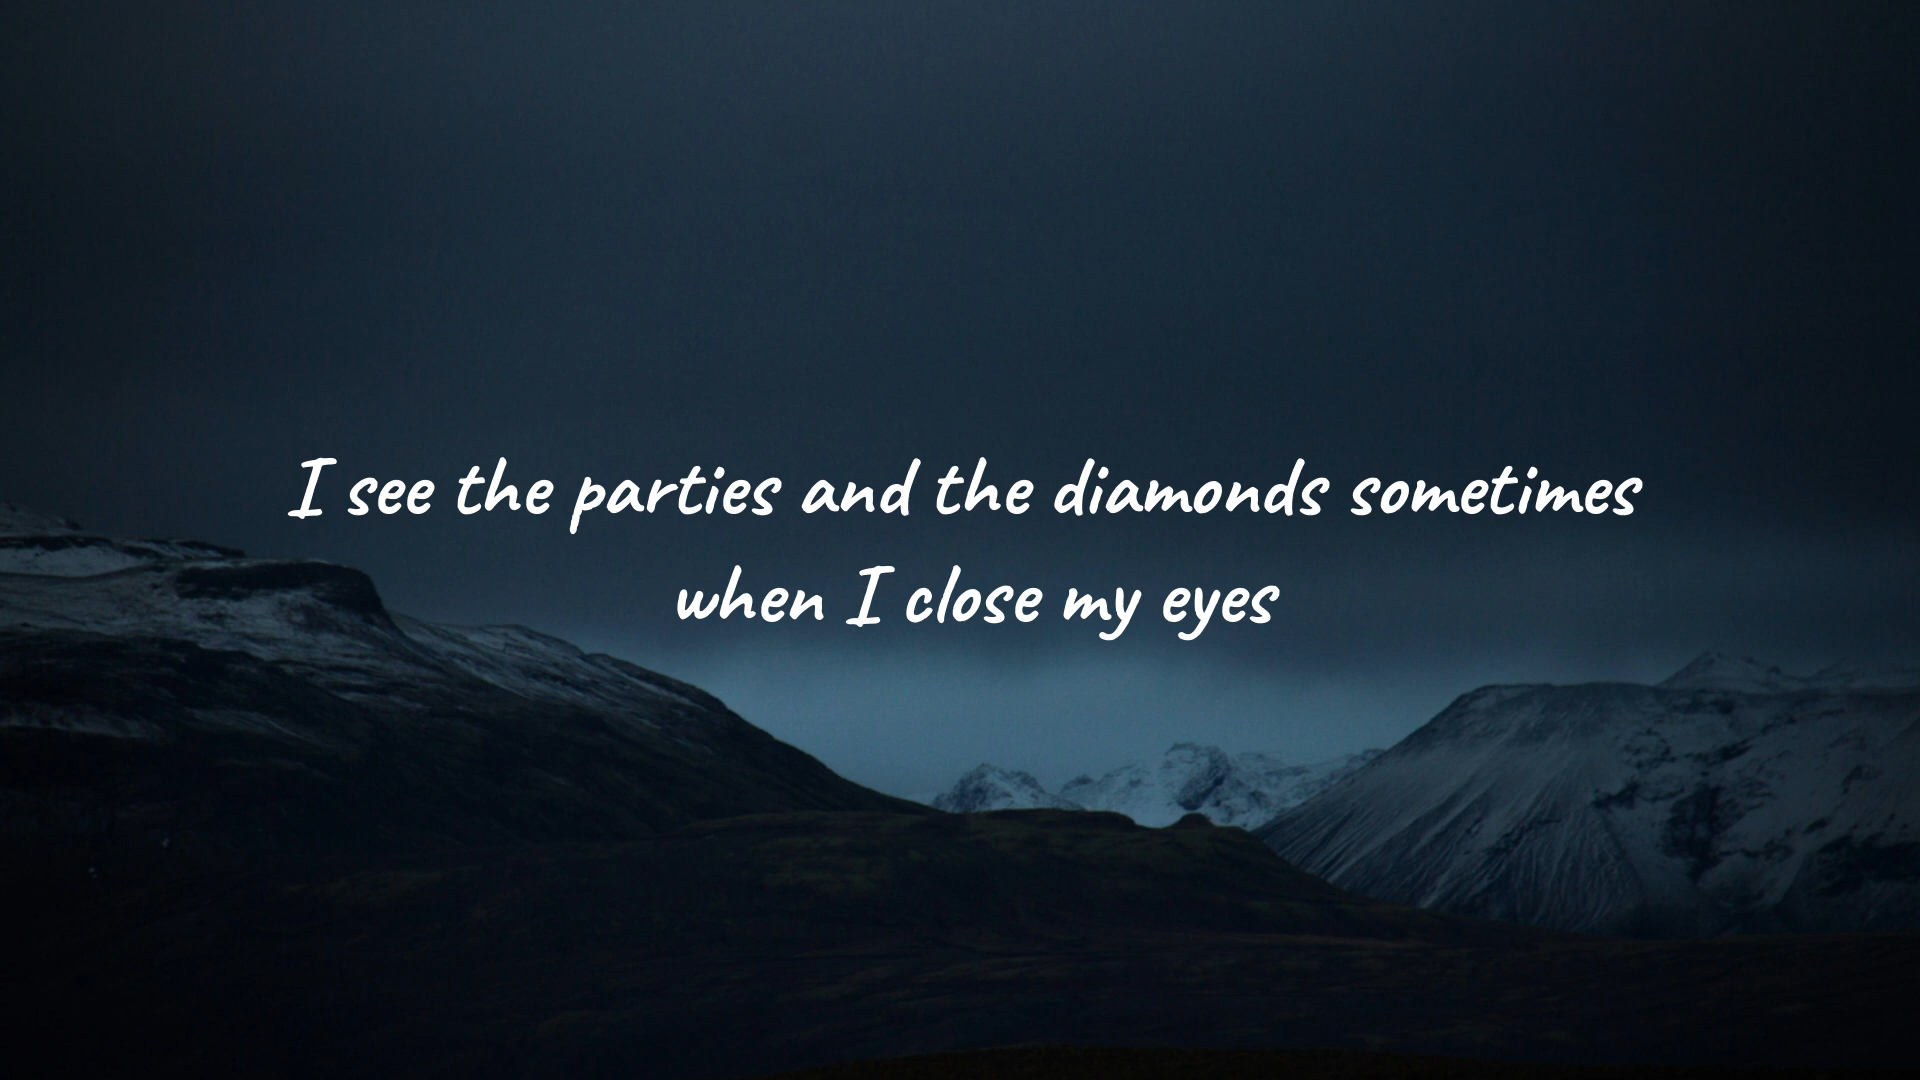 I see the parties and the diamonds sometimes
when I close my eyes